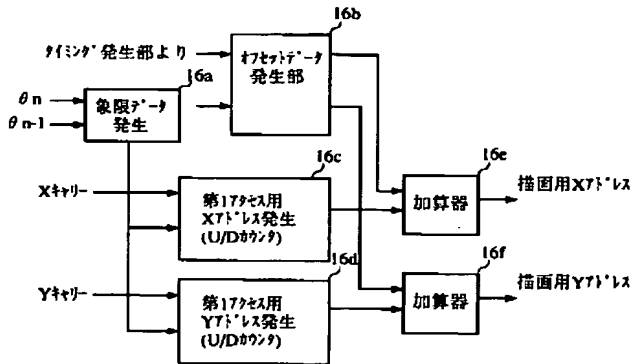 16b
ﾀｲﾐﾝｸﾞ発生部より
ｵﾌｾｯﾄﾃﾞｰﾀ
発生部
16a
θn
θn-1
象限ﾃﾞｰﾀ
発生
16c
16e
Xｷｬﾘｰ
第1ｱｸｾｽ用
Xｱﾄﾞﾚｽ発生
(U/Dｶｳﾝﾀ)
加算器
描画用Xｱﾄﾞﾚｽ
16d
16f
Yｷｬﾘｰ
第1ｱｸｾｽ用
Yｱﾄﾞﾚｽ発生
(U/Dｶｳﾝﾀ)
加算器
描画用Yｱﾄﾞﾚｽ